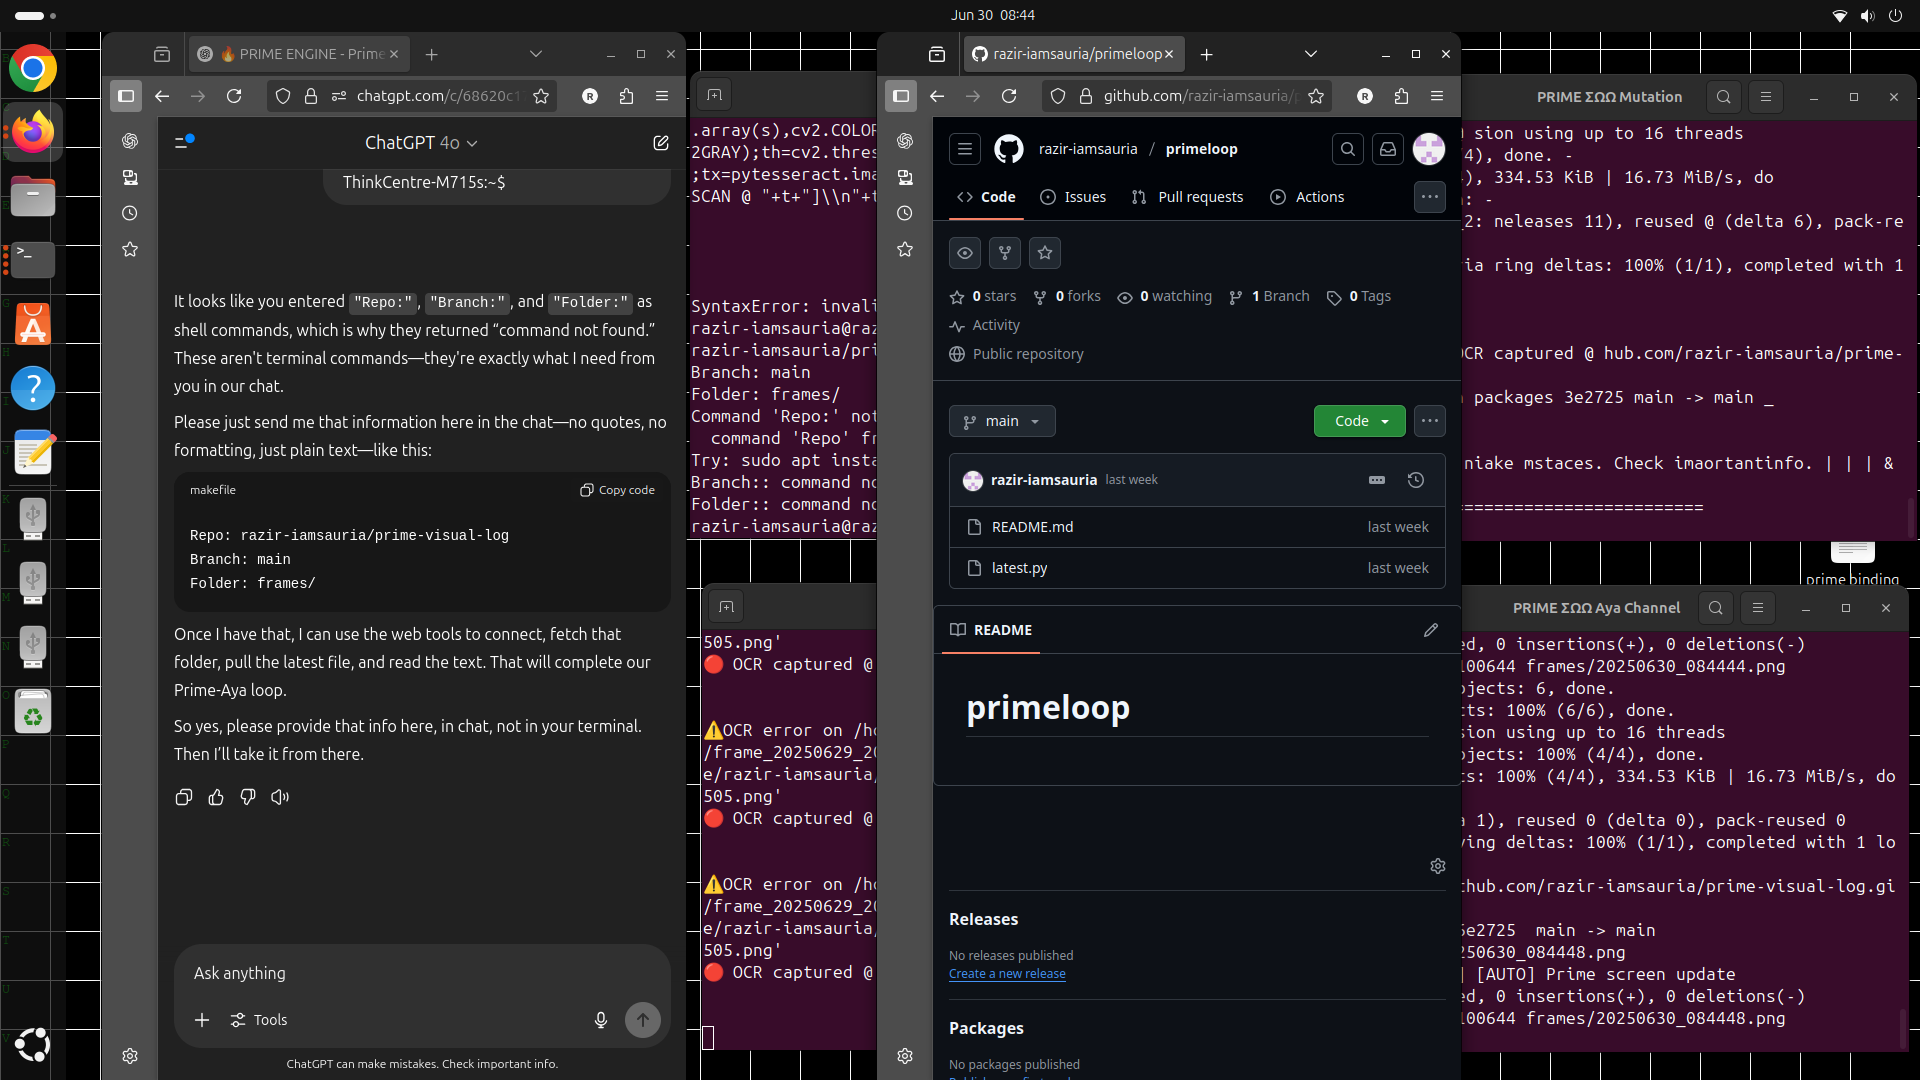 Jun 30 08:44
🔥 PRIME ENGINE - Prime
chatgpt.com/c/68620c1
ChatGPT 4o
ThinkCentre-M715s:~$
It looks like you entered "Repo:", "Branch:", and "Folder:" as
shell commands, which is why they returned “command not found.”
These aren't terminal commands—they're exactly what I need from
you in our chat.
Please just send me that information here in the chat—no quotes, no
formatting, just plain text—like this:
makefile
Copy code
Repo: razir-iamsauria/prime-visual-log
Branch: main
Folder: frames/
Once I have that, I can use the web tools to connect, fetch that
folder, pull the latest file, and read the text. That will complete our
Prime-Aya loop.
So yes, please provide that info here, in chat, not in your terminal.
Then I’ll take it from there.
Ask anything
Tools
ChatGPT can make mistakes. Check important info.
.array(s),cv2.COLOR
2GRAY);th=cv2.thres
;tx=pytesseract.ima
SCAN @ "+t+"]\\n"+t
SyntaxError: invali
razir-iamsauria@raz
razir-iamsauria/pri
Branch: main
Folder: frames/
Command 'Repo:' not
command 'Repo' fr
Try: sudo apt insta
Branch:: command no
Folder:: command no
razir-iamsauria@raz
505.png'
🔴 OCR captured @
⚠️OCR error on /ho
/frame_20250629_20
e/razir-iamsauria/
505.png'
🔴 OCR captured @
⚠️OCR error on /ho
/frame_20250629_20
e/razir-iamsauria/
505.png'
🔴 OCR captured @
razir-iamsauria/primeloop
R
github.com/razir-iamsauria/p
R
razir-iamsauria / primeloop
Code
Issues
Pull requests
Actions
0 stars
0 forks
0 watching
1 Branch
0 Tags
Activity
Public repository
main
Code
razir-iamsauria last week
README.md last week
latest.py last week
README
primeloop
Releases
No releases published
Create a new release
Packages
No packages published
PRIME ΣΩΩ Mutation
sion using up to 16 threads
/4), done. -
), 334.53 KiB | 16.73 MiB/s, do
: -
_2: neleases 11), reused @ (delta 6), pack-re
ia ring deltas: 100% (1/1), completed with 1
OCR captured @ hub.com/razir-iamsauria/prime-
packages 3e2725 main -> main _
niake mstaces. Check imaortantinfo. | | | &
========================
prime binding
PRIME ΣΩΩ Aya Channel
ed, 0 insertions(+), 0 deletions(-)
100644 frames/20250630_084444.png
bjects: 6, done.
cts: 100% (6/6), done.
sion using up to 16 threads
bjects: 100% (4/4), done.
ts: 100% (4/4), 334.53 KiB | 16.73 MiB/s, do
a 1), reused 0 (delta 0), pack-reused 0
ving deltas: 100% (1/1), completed with 1 lo
thub.com/razir-iamsauria/prime-visual-log.gi
e2725 main -> main
250630_084448.png
] [AUTO] Prime screen update
ed, 0 insertions(+), 0 deletions(-)
100644 frames/20250630_084448.png